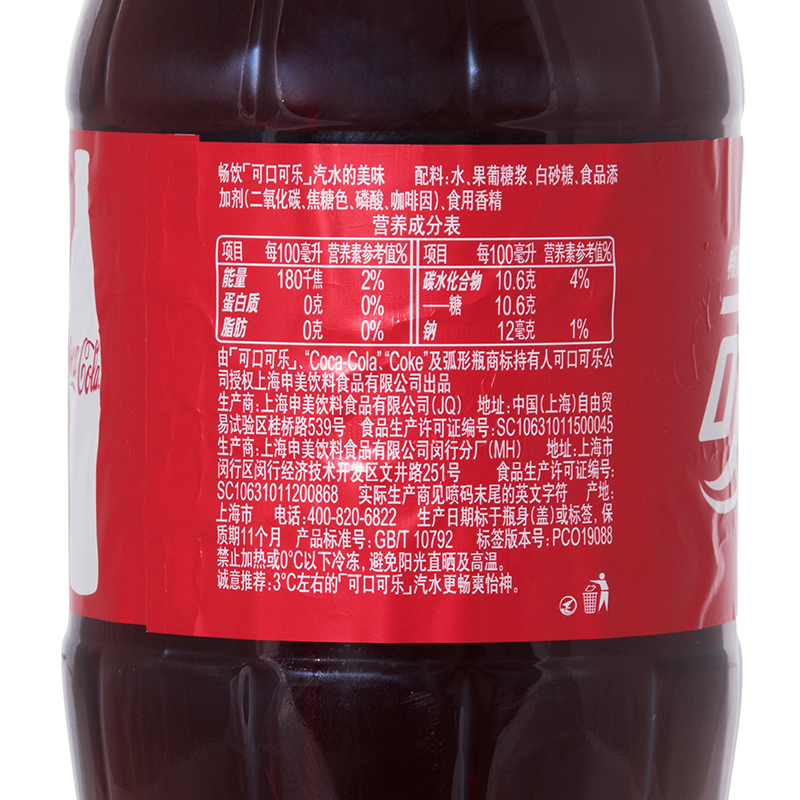 畅饮「可口可乐」汽水的美味 配料:水、果葡糖浆、白砂糖、食品添
加剂(二氧化碳、焦糖色、磷酸、咖啡因)、食用香精
营养成分表
项目 每100毫升 营养素参考值% 项目 每100毫升 营养素参考值%
能量 180千焦 2% 碳水化合物 10.6克 4%
蛋白质 0克 0% ——糖 10.6克
脂肪 0克 0% 钠 12毫克 1%
由「可口可乐」、“Coca-Cola”“Coke”及弧形瓶商标持有人可口可乐公
司授权上海申美饮料食品有限公司出品
生产商:上海申美饮料食品有限公司(JQ) 地址:中国(上海)自由贸
易试验区桂桥路539号 食品生产许可证编号:SC10631011500045
生产商:上海申美饮料食品有限公司闵行分厂(MH) 地址:上海市
闵行区闵行经济技术开发区文井路251号 食品生产许可证编号:
SC10631011200868 实际生产商见喷码末尾的英文字符 产地:
上海市 电话:400-820-6822 生产日期标于瓶身(盖)或标签,保
质期11个月 产品标准号:GB/T 10792 标签版本号:PCO19088
禁止加热或0°C以下冷冻,避免阳光直晒及高温。
诚意推荐:3°C左右的「可口可乐」汽水更畅爽怡神。
Cola
可